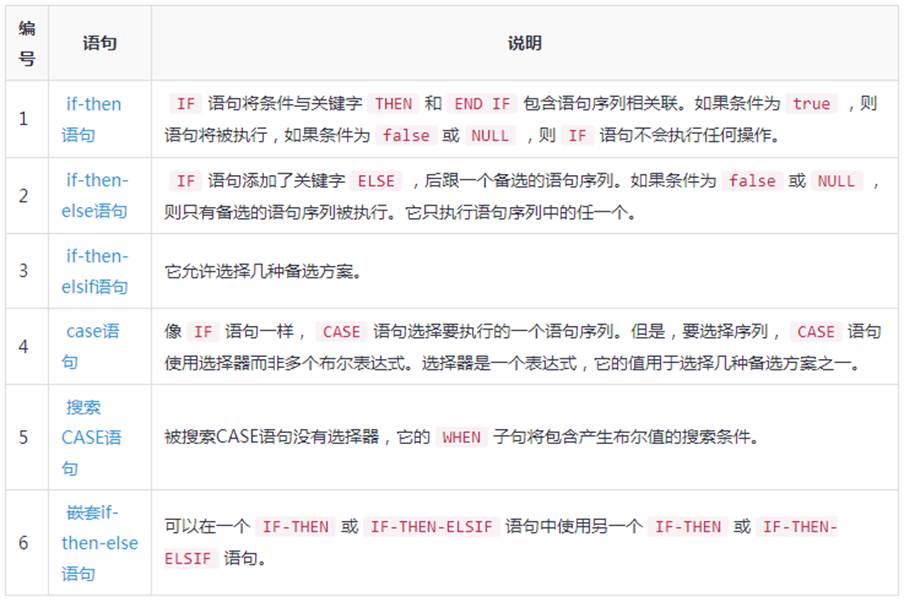 编
号
语句
说明
1
if-then
语句
IF 语句将条件与关键字 THEN 和 END IF 包含语句序列相关联。如果条件为 true ，则
语句将被执行，如果条件为 false 或 NULL ，则 IF 语句不会执行任何操作。
2
if-then-
else语句
IF 语句添加了关键字 ELSE ，后跟一个备选的语句序列。如果条件为 false 或 NULL ，
则只有备选的语句序列被执行。它只执行语句序列中的任一个。
3
if-then-
elsif语句
它允许选择几种备选方案。
4
case语
句
像 IF 语句一样， CASE 语句选择要执行的一个语句序列。但是，要选择序列， CASE 语句
使用选择器而非多个布尔表达式。选择器是一个表达式，它的值用于选择几种备选方案之一。
5
搜索
CASE语
句
被搜索CASE语句没有选择器，它的 WHEN 子句将包含产生布尔值的搜索条件。
6
嵌套if-
then-else
语句
可以在一个 IF-THEN 或 IF-THEN-ELSIF 语句中使用另一个 IF-THEN 或 IF-THEN-
ELSIF 语句。